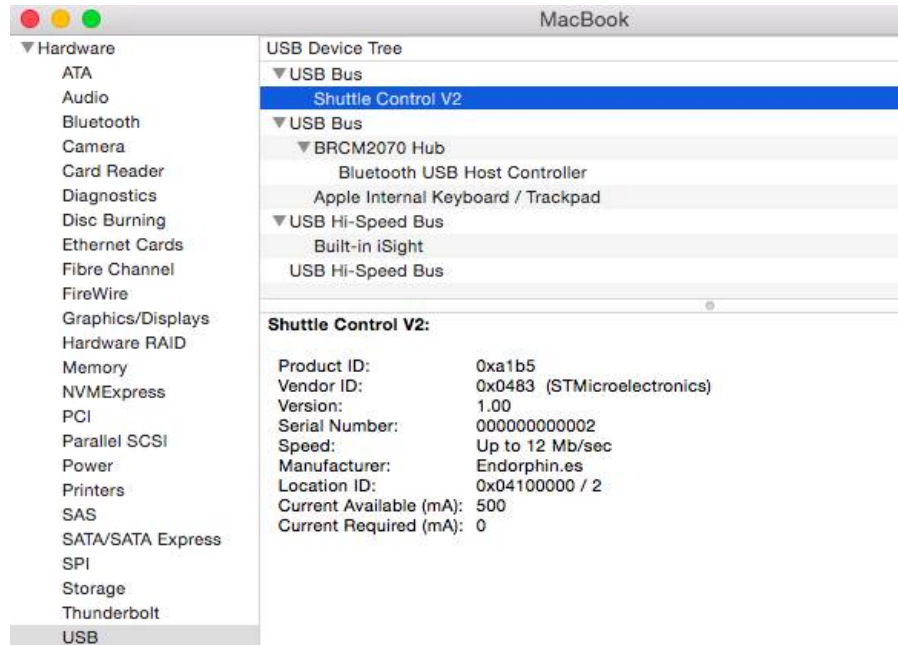 MacBook
Hardware
ATA
Audio
Bluetooth
Camera
Card Reader
Diagnostics
Disc Burning
Ethernet Cards
Fibre Channel
FireWire
Graphics/Displays
Hardware RAID
Memory
NVMExpress
PCI
Parallel SCSI
Power
Printers
SAS
SATA/SATA Express
SPI
Storage
Thunderbolt
USB
USB Device Tree
USB Bus
Shuttle Control V2
USB Bus
BRCM2070 Hub
Bluetooth USB Host Controller
Apple Internal Keyboard / Trackpad
USB Hi-Speed Bus
Built-in iSight
USB Hi-Speed Bus
Shuttle Control V2:
Product ID: 0xa1b5
Vendor ID: 0x0483 (STMicroelectronics)
Version: 1.00
Serial Number: 000000000002
Speed: Up to 12 Mb/sec
Manufacturer: Endorphin.es
Location ID: 0x04100000 / 2
Current Available (mA): 500
Current Required (mA): 0